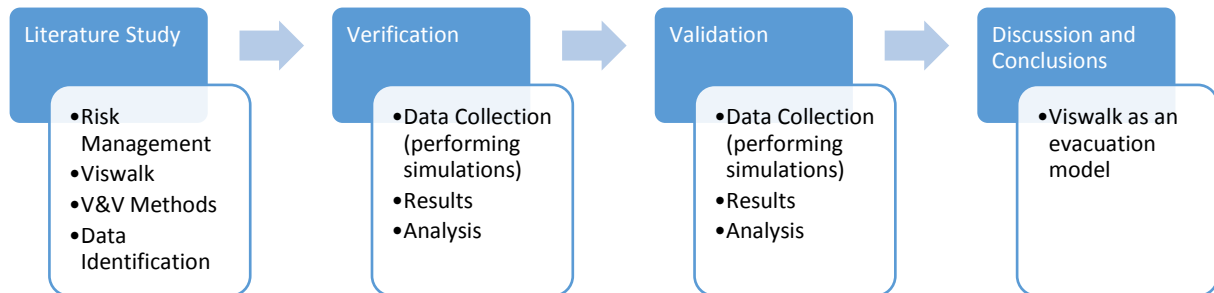 Literature Study
•Risk
Management
•Viswalk
•V&V Methods
•Data
Identification
Verification
•Data Collection
(performing
simulations)
•Results
•Analysis
Validation
•Data Collection
(performing
simulations)
•Results
•Analysis
Discussion and
Conclusions
•Viswalk as an
evacuation
model